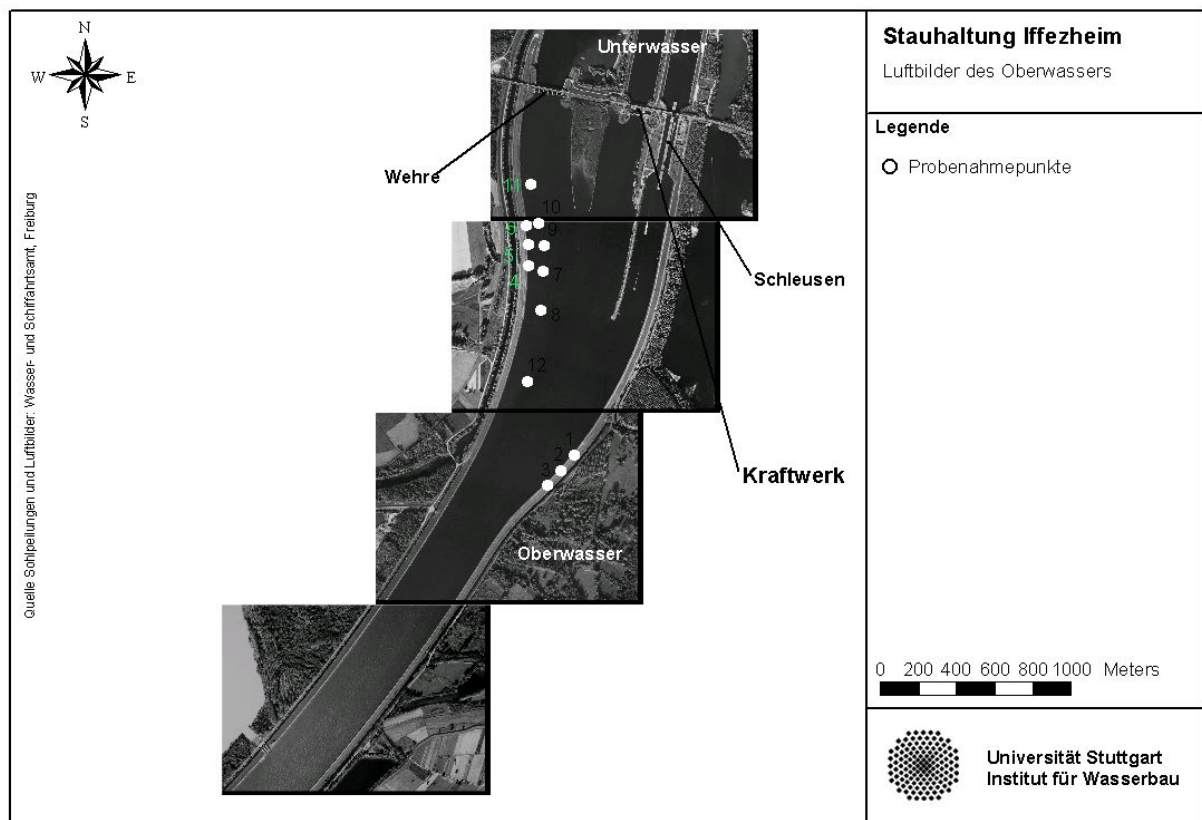 N
W E
S
Quelle Sohlpeilungen und Luftbilder: Wasser- und Schiffahrtsamt, Freiburg
Unterwasser
Wehre
11
10
6
9
5
7
4
8
Schleusen
12
1
2
3
Kraftwerk
Oberwasser
Stauhaltung Iffezheim
Luftbilder des Oberwassers
Legende
Probenahmepunkte
0 200 400 600 800 1000 Meters
Universität Stuttgart
Institut für Wasserbau